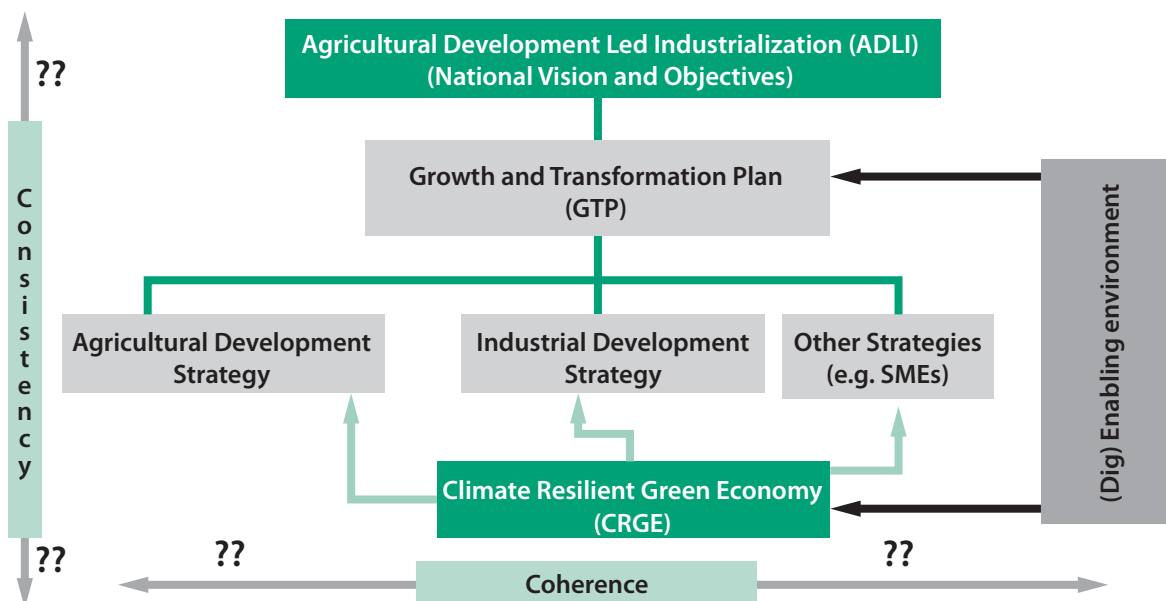 Agricultural Development Led Industrialization (ADLI)
(National Vision and Objectives)
??
Growth and Transformation Plan
(GTP)
Consistency
(Dig) Enabling environment
Agricultural Development
Strategy
Industrial Development
Strategy
Other Strategies
(e.g. SMEs)
Climate Resilient Green Economy
(CRGE)
??
??
??
Coherence